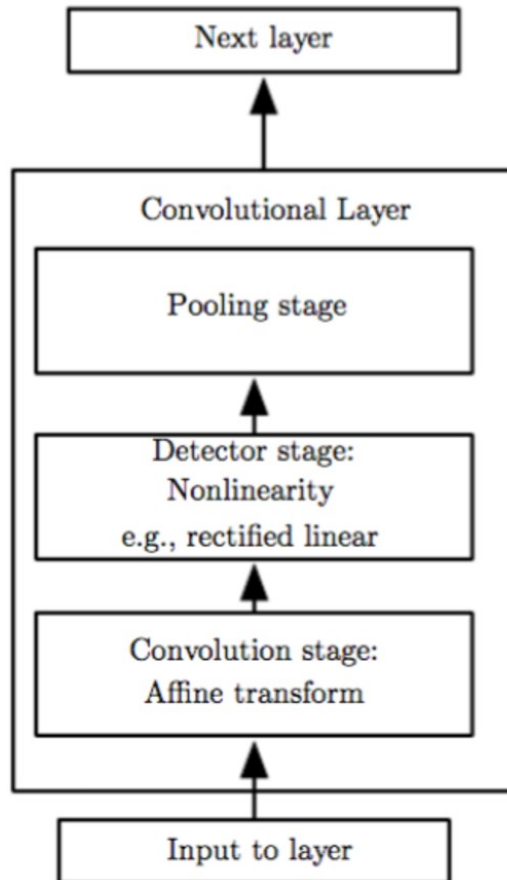 Next layer
Convolutional Layer
Pooling stage
Detector stage:
Nonlinearity
e.g., rectified linear
Convolution stage:
Affine transform
Input to layer